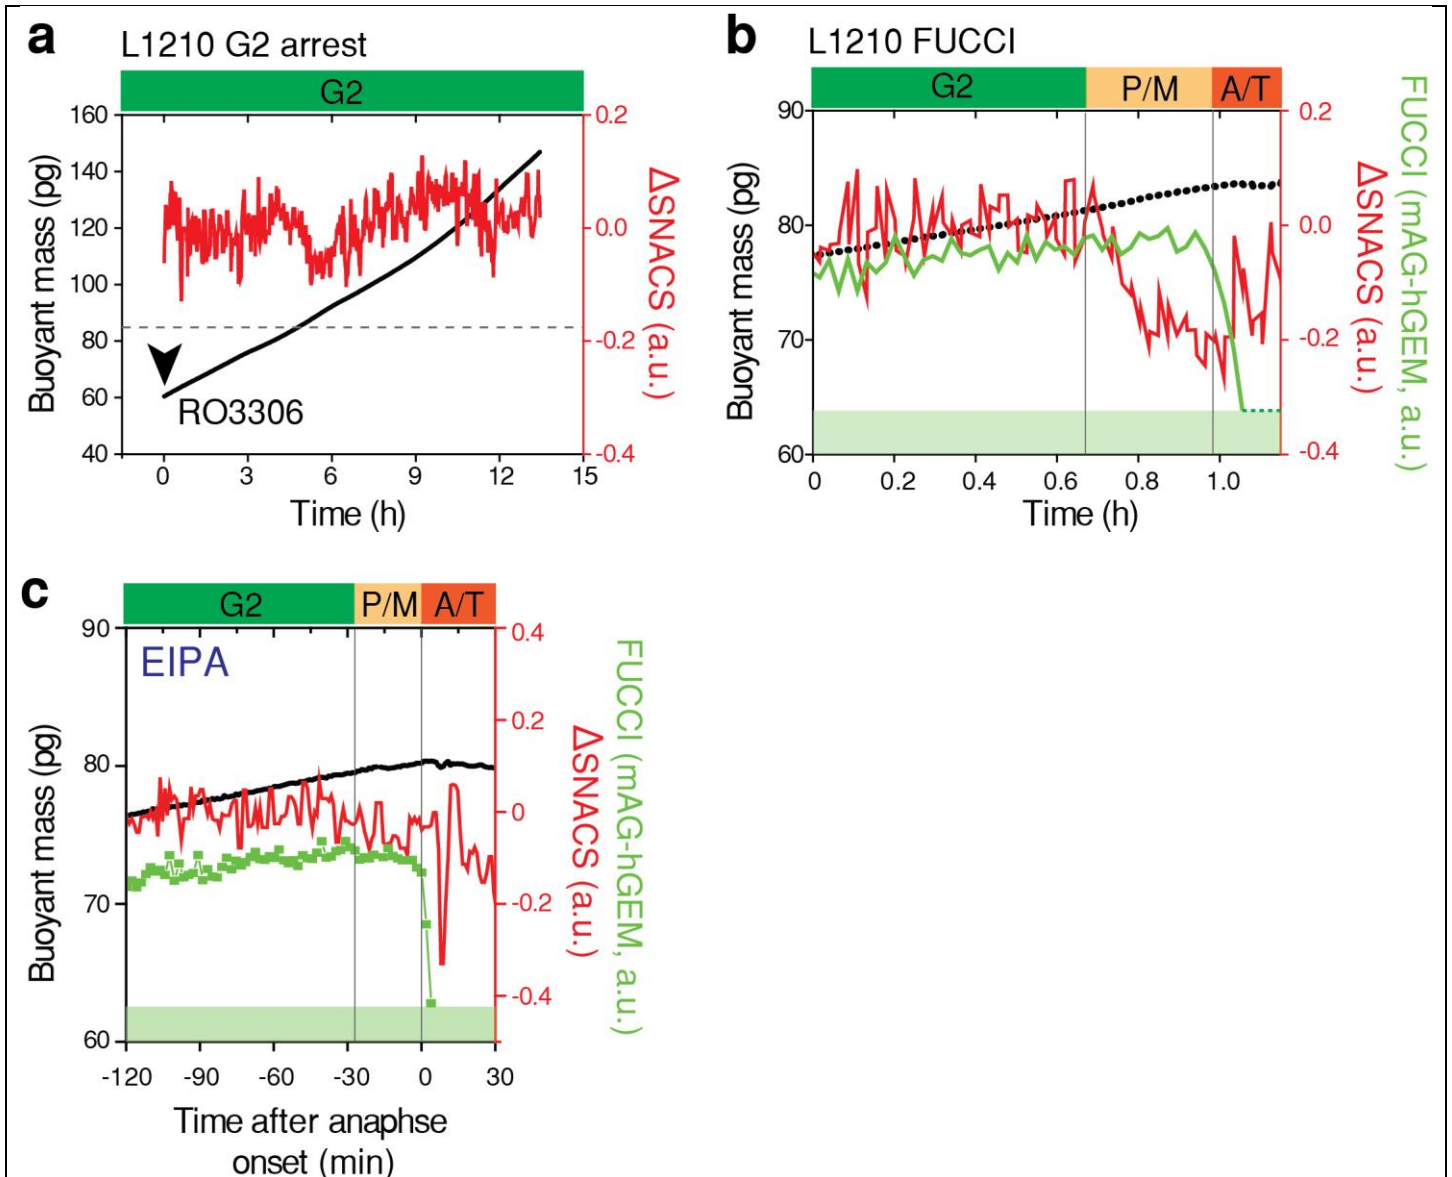 a
L1210 G2 arrest
G2
160
140
120
100
80
60
40
Buoyant mass (pg)
0.2
0.0
-0.2
-0.4
ΔSNACS (a.u.)
RO3306
0 3 6 9 12 15
Time (h)
b
L1210 FUCCI
G2 P/M A/T
90
80
70
60
Buoyant mass (pg)
0.2
0.0
-0.2
-0.4
ΔSNACS (a.u.)
FUCCI (mAG-hGEM, a.u.)
0 0.2 0.4 0.6 0.8 1.0
Time (h)
c
G2 P/M A/T
EIPA
90
80
70
60
Buoyant mass (pg)
0.4
0.2
0
-0.2
-0.4
ΔSNACS (a.u.)
FUCCI (mAG-hGEM, a.u.)
-120 -90 -60 -30 0 30
Time after anaphse
onset (min)